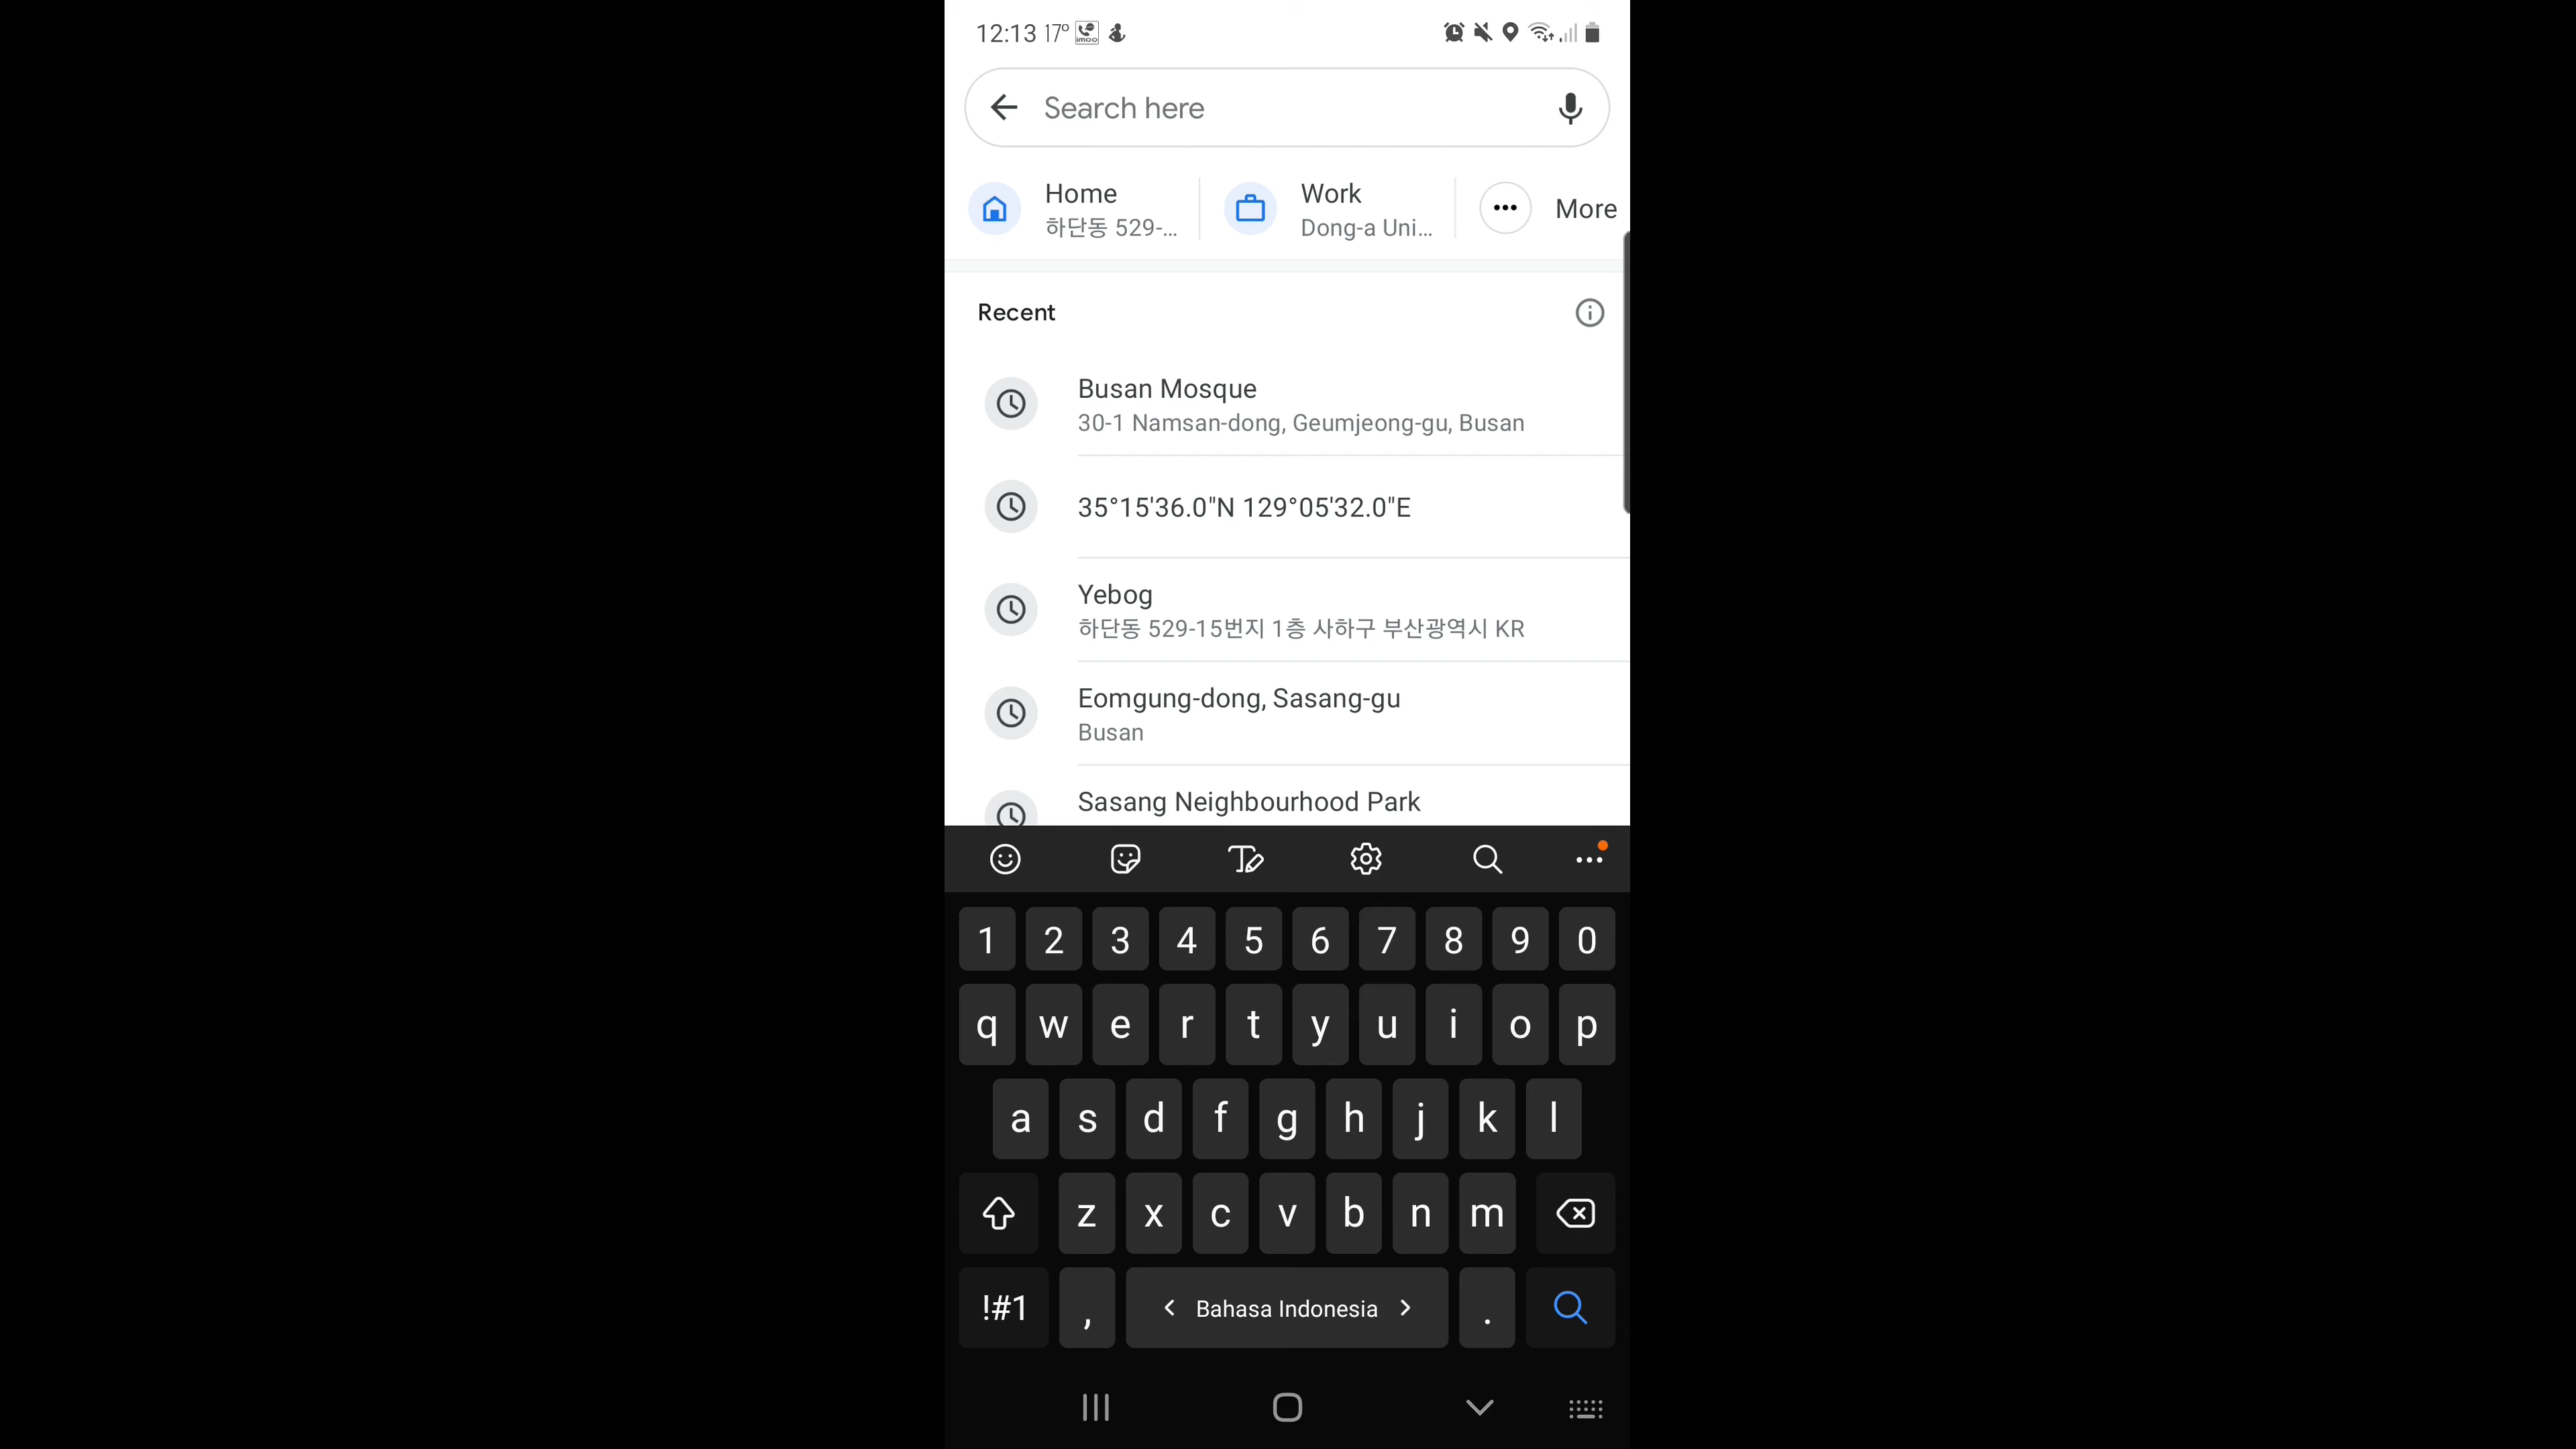 12:13 17° imoo
Search here
Home
하단동 529-...
Work
Dong-a Uni...
More
Recent
Busan Mosque
30-1 Namsan-dong, Geumjeong-gu, Busan
35°15'36.0"N 129°05'32.0"E
Yebog
하단동 529-15번지 1층 사하구 부산광역시 KR
Eomgung-dong, Sasang-gu
Busan
Sasang Neighbourhood Park
1 2 3 4 5 6 7 8 9 0
q w e r t y u i o p
a s d f g h j k l
z x c v b n m
!#1 , < Bahasa Indonesia > .